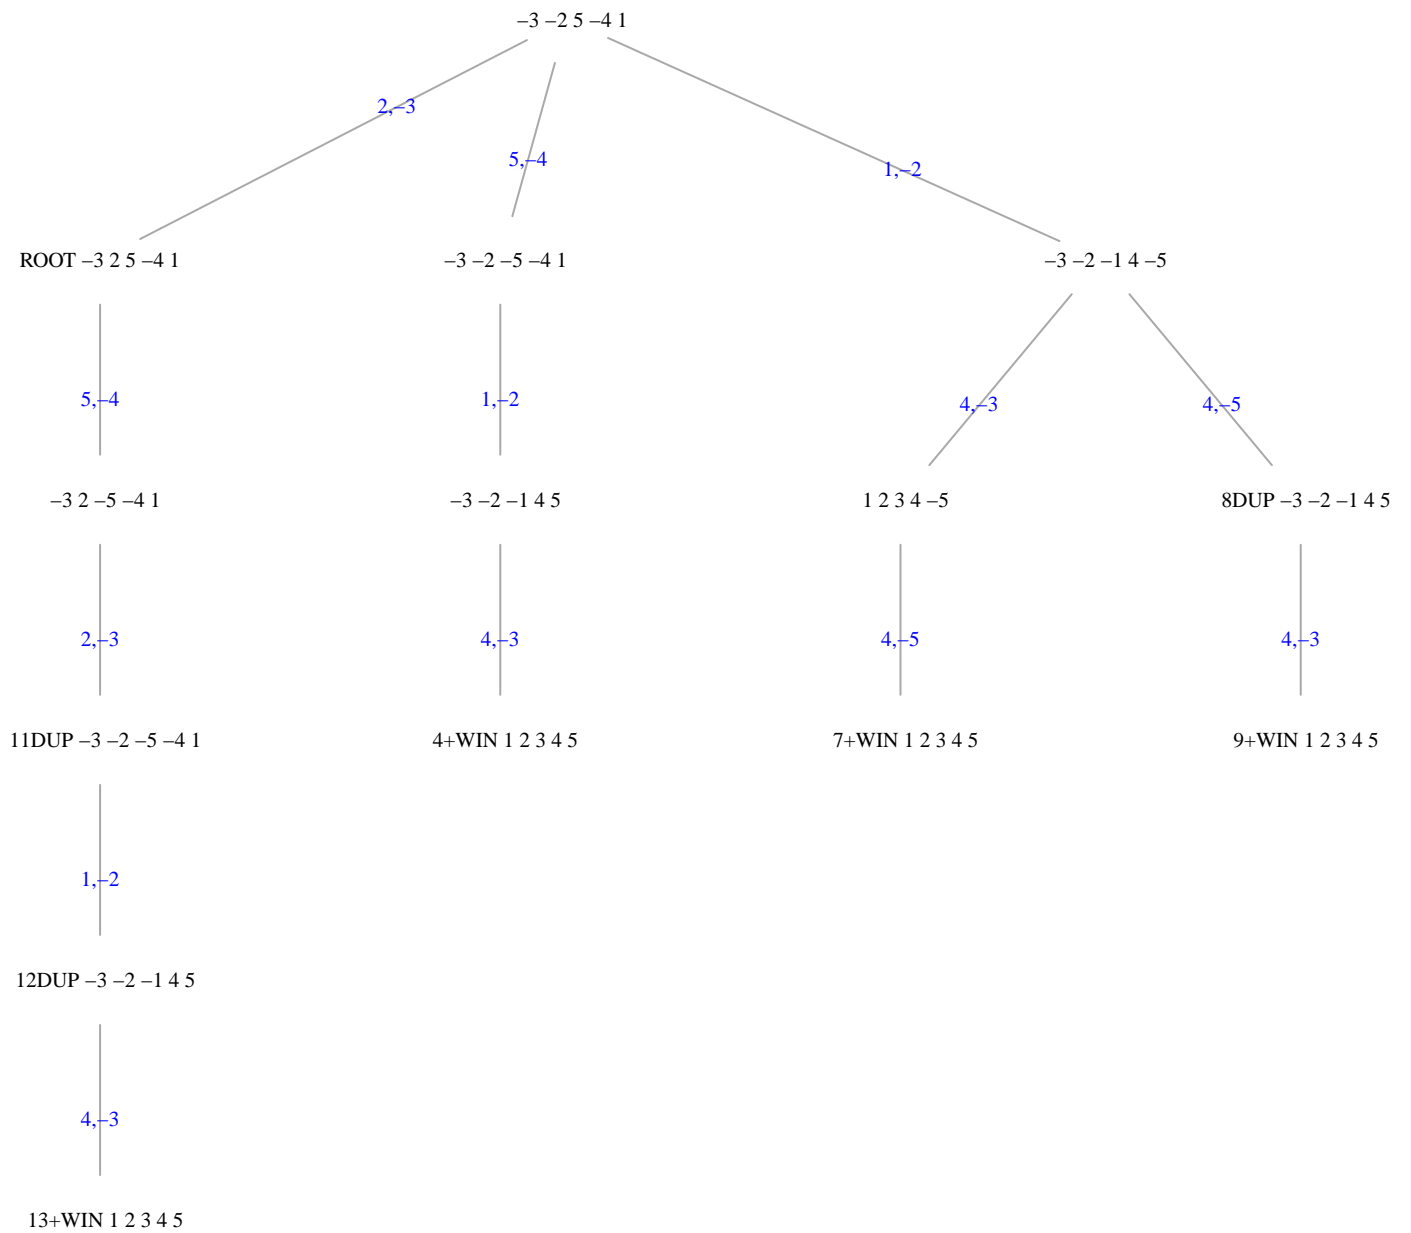 –3 –2 5 –4 1
2,–3
5,–4
1,–2
ROOT –3 2 5 –4 1
–3 –2 –5 –4 1
–3 –2 –1 4 –5
5,–4
1,–2
4,–3
4,–5
–3 2 –5 –4 1
–3 –2 –1 4 5
1 2 3 4 –5
8DUP –3 –2 –1 4 5
2,–3
4,–3
4,–5
4,–3
11DUP –3 –2 –5 –4 1
4+WIN 1 2 3 4 5
7+WIN 1 2 3 4 5
9+WIN 1 2 3 4 5
1,–2
12DUP –3 –2 –1 4 5
4,–3
13+WIN 1 2 3 4 5